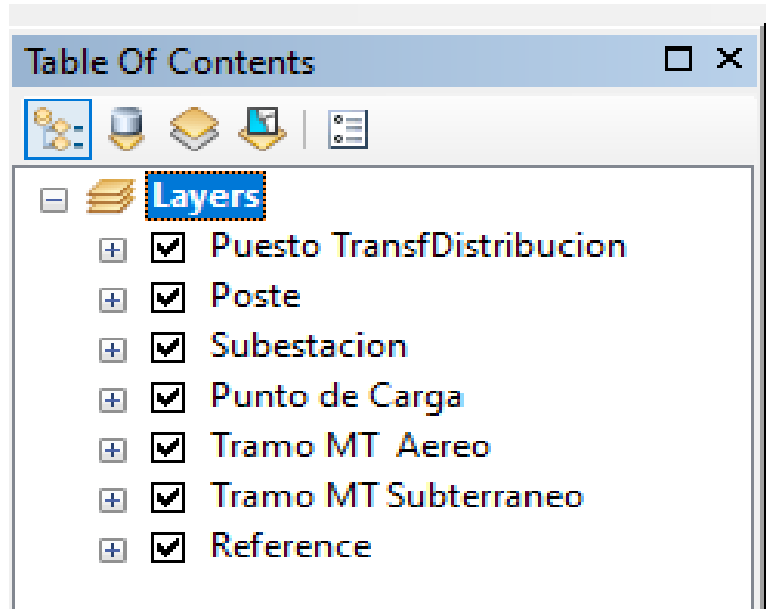 Table Of Contents
Layers
Puesto TransfDistribucion
Poste
Subestacion
Punto de Carga
Tramo MT  Aereo
Tramo MT Subterraneo
Reference